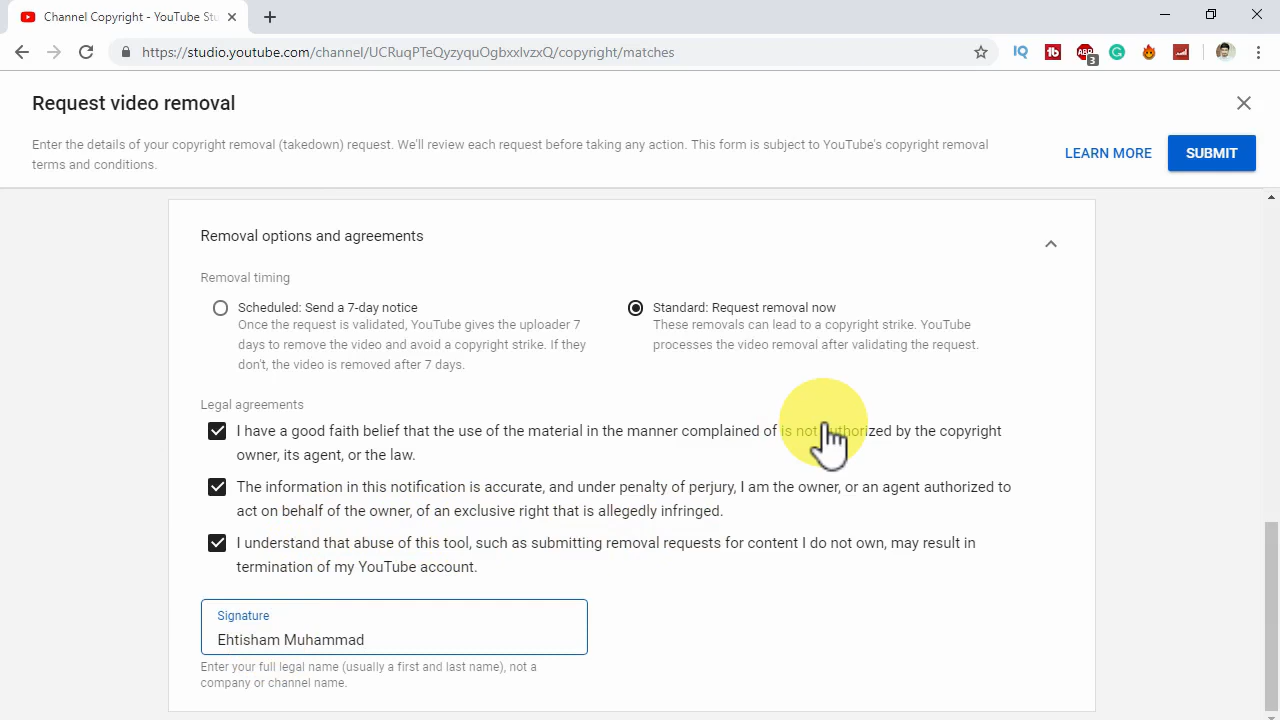 Channel Copyright - YouTube Stu
https://studio.youtube.com/channel/UCRuqPTeQyzyquOgbxxlvzxQ/copyright/matches
IQ
tb
ABP
3
Request video removal
Enter the details of your copyright removal (takedown) request. We'll review each request before taking any action. This form is subject to YouTube's copyright removal
terms and conditions.
LEARN MORE
SUBMIT
Removal options and agreements
Removal timing
Scheduled: Send a 7-day notice
Once the request is validated, YouTube gives the uploader 7
days to remove the video and avoid a copyright strike. If they
don't, the video is removed after 7 days.
Standard: Request removal now
These removals can lead to a copyright strike. YouTube
processes the video removal after validating the request.
Legal agreements
I have a good faith belief that the use of the material in the manner complained of is not authorized by the copyright
owner, its agent, or the law.
The information in this notification is accurate, and under penalty of perjury, I am the owner, or an agent authorized to
act on behalf of the owner, of an exclusive right that is allegedly infringed.
I understand that abuse of this tool, such as submitting removal requests for content I do not own, may result in
termination of my YouTube account.
Signature
Ehtisham Muhammad
Enter your full legal name (usually a first and last name), not a
company or channel name.